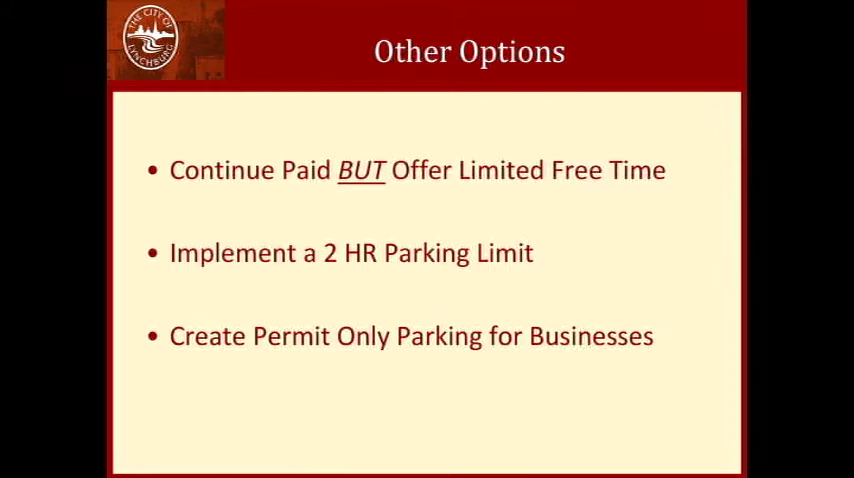 THE CITY OF
LYNCHBURG
Other Options
• Continue Paid BUT Offer Limited Free Time
• Implement a 2 HR Parking Limit
• Create Permit Only Parking for Businesses